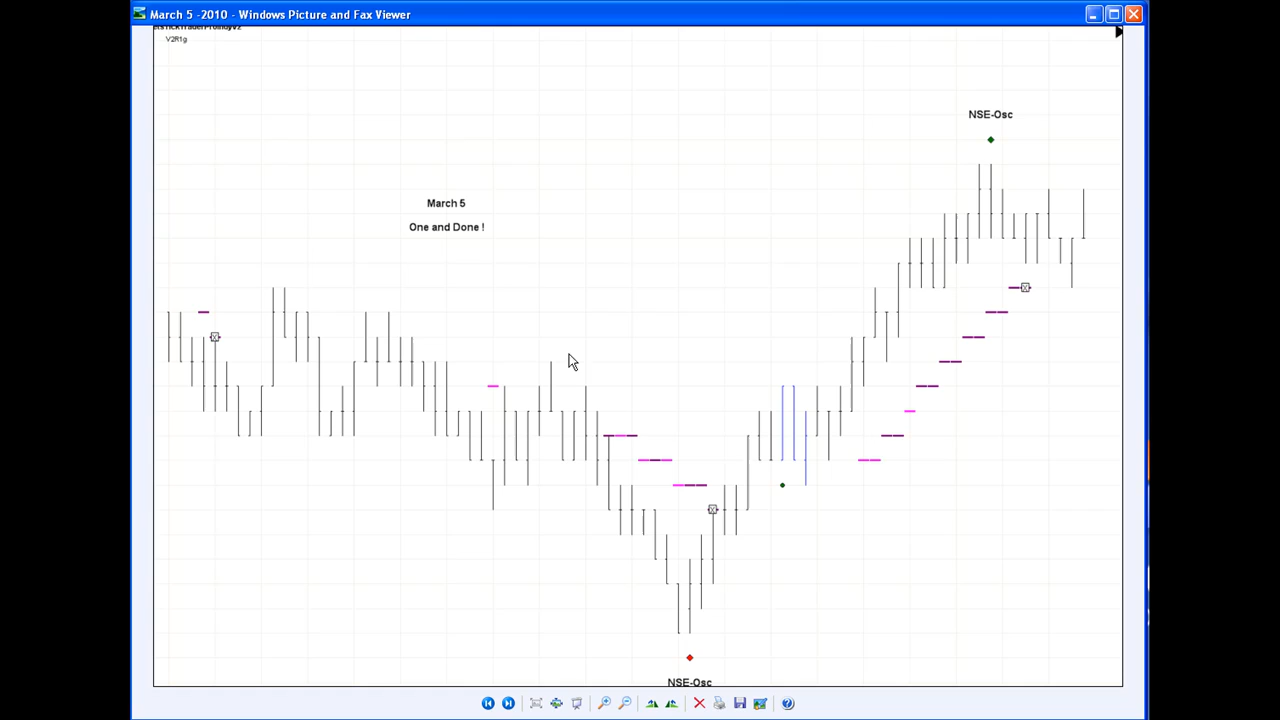 March 5 -2010 - Windows Picture and Fax Viewer
V2R1g
NSE-Osc
March 5
One and Done !
NSE-Osc